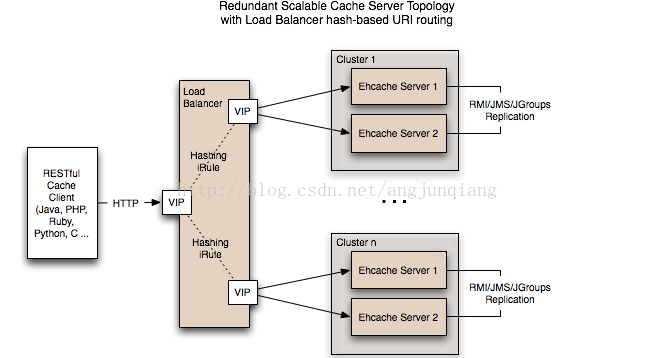 Redundant Scalable Cache Server Topology
with Load Balancer hash-based URI routing
RESTful
Cache
Client
(Java, PHP,
Ruby,
Python, C ...
HTTP
VIP
Load
Balancer
VIP
Hashing
iRule
Hashing
iRule
VIP
Cluster 1
Ehcache Server 1
Ehcache Server 2
RMI/JMS/JGroups
Replication
http://blog.csdn.net/angjunqiang
...
Cluster n
Ehcache Server 1
Ehcache Server 2
RMI/JMS/JGroups
Replication